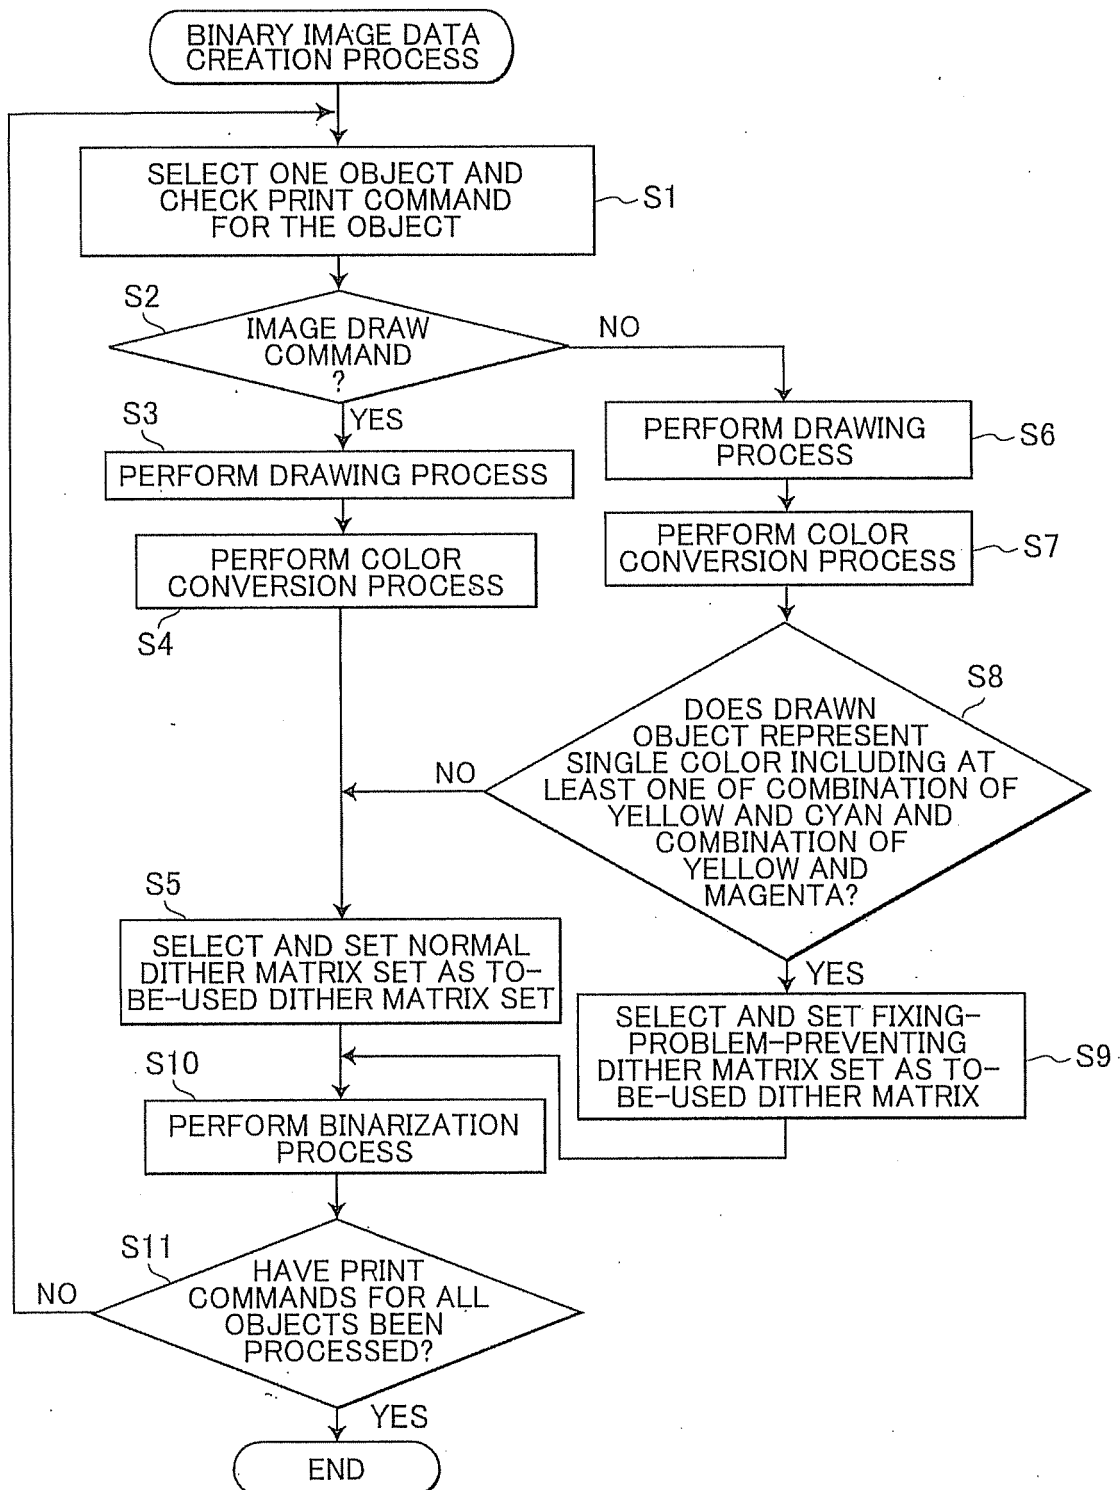 BINARY IMAGE DATA
CREATION PROCESS
SELECT ONE OBJECT AND
CHECK PRINT COMMAND
FOR THE OBJECT
S1
S2
IMAGE DRAW
COMMAND
?
NO
YES
S3
PERFORM DRAWING PROCESS
PERFORM DRAWING
PROCESS
S6
PERFORM COLOR
CONVERSION PROCESS
S4
PERFORM COLOR
CONVERSION PROCESS
S7
S8
DOES DRAWN
OBJECT REPRESENT
SINGLE COLOR INCLUDING AT
LEAST ONE OF COMBINATION OF
YELLOW AND CYAN AND
COMBINATION OF
YELLOW AND
MAGENTA?
NO
YES
S5
SELECT AND SET NORMAL
DITHER MATRIX SET AS TO-
BE-USED DITHER MATRIX SET
SELECT AND SET FIXING-
PROBLEM-PREVENTING
DITHER MATRIX SET AS TO-
BE-USED DITHER MATRIX
S9
S10
PERFORM BINARIZATION
PROCESS
S11
HAVE PRINT
COMMANDS FOR ALL
OBJECTS BEEN
PROCESSED?
NO
YES
END